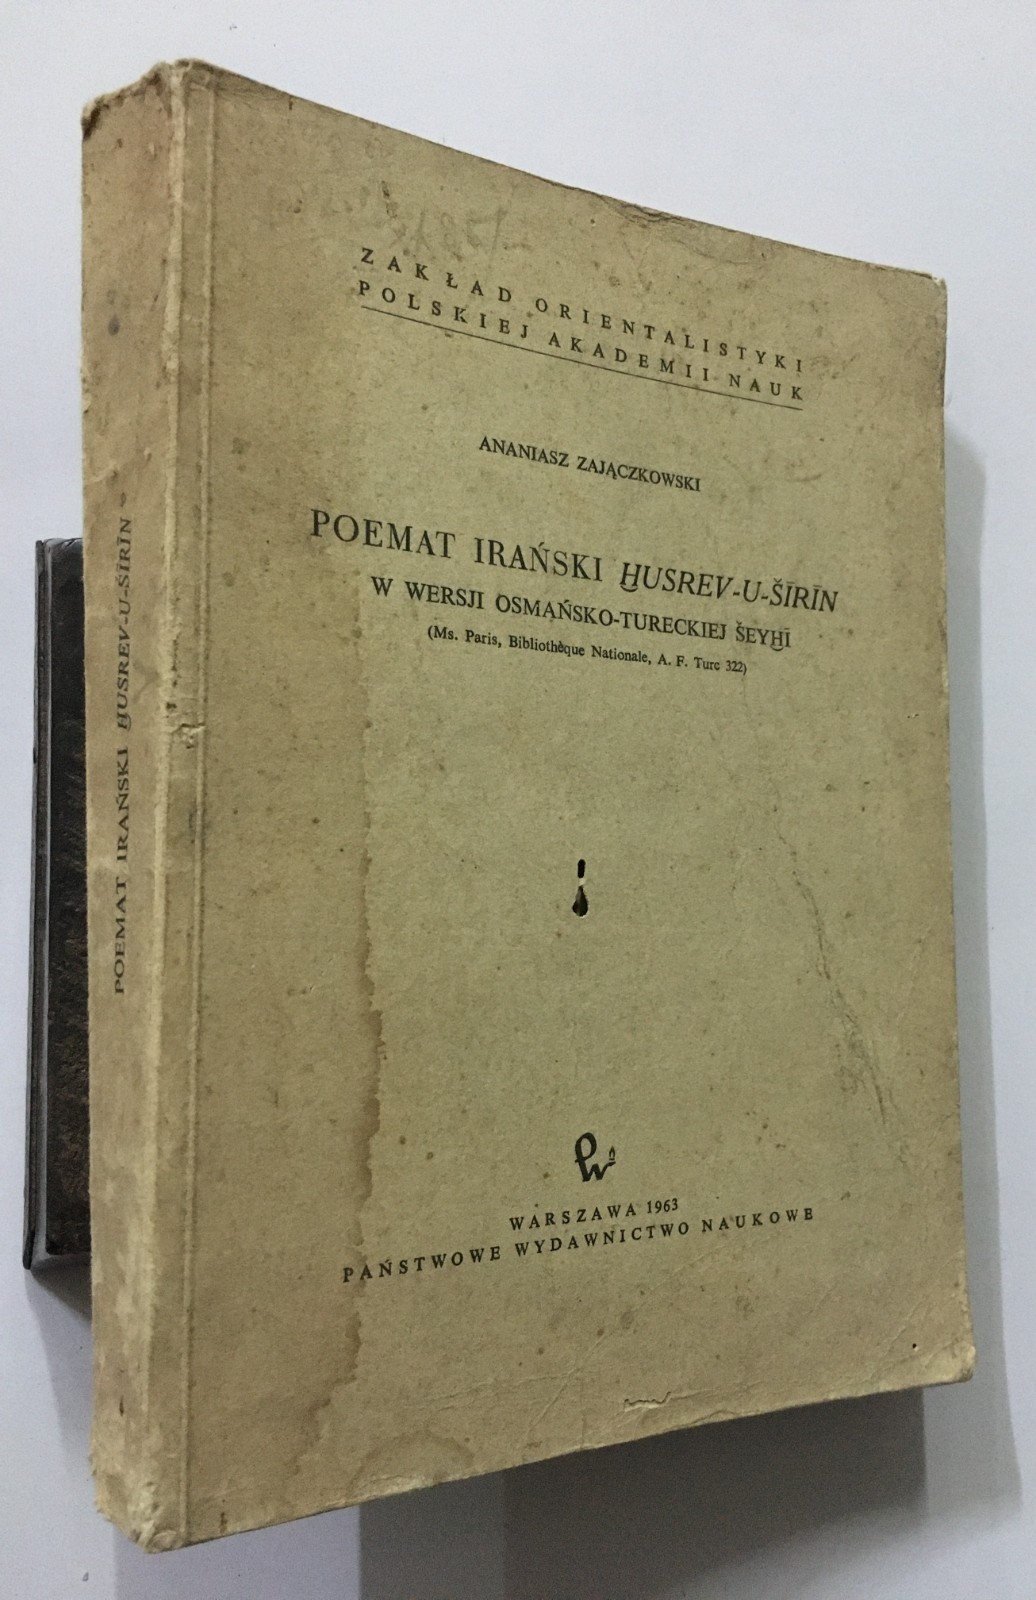 ZAKŁAD ORIENTALISTYKI
POLSKIEJ AKADEMII NAUK
ANANIASZ ZAJĄCZKOWSKI
POEMAT IRAŃSKI ḪUSREV-U-ŠĪRĪN
W WERSJI OSMAŃSKO-TURECKIEJ ŠEYḪĪ
(Ms. Paris, Bibliothèque Nationale, A. F. Turc 322)
WARSZAWA 1963
PAŃSTWOWE WYDAWNICTWO NAUKOWE
POEMAT IRAŃSKI ḪUSREV-U-ŠĪRĪN